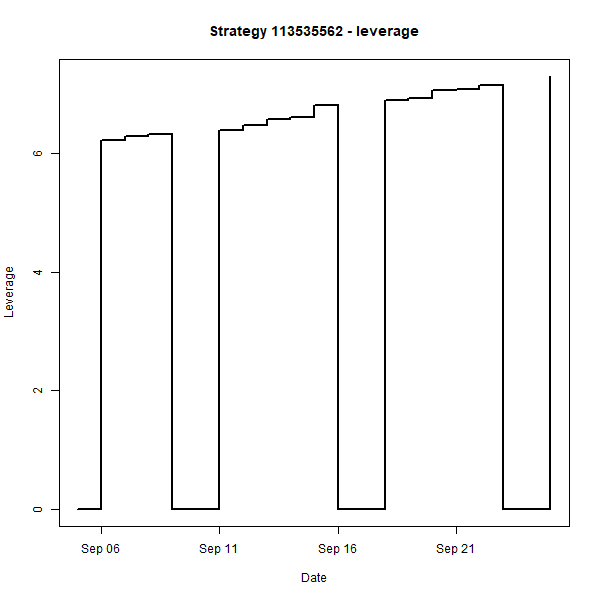 Strategy 113535562 - leverage
Leverage
6
4
2
0
Sep 06
Sep 11
Sep 16
Sep 21
Date